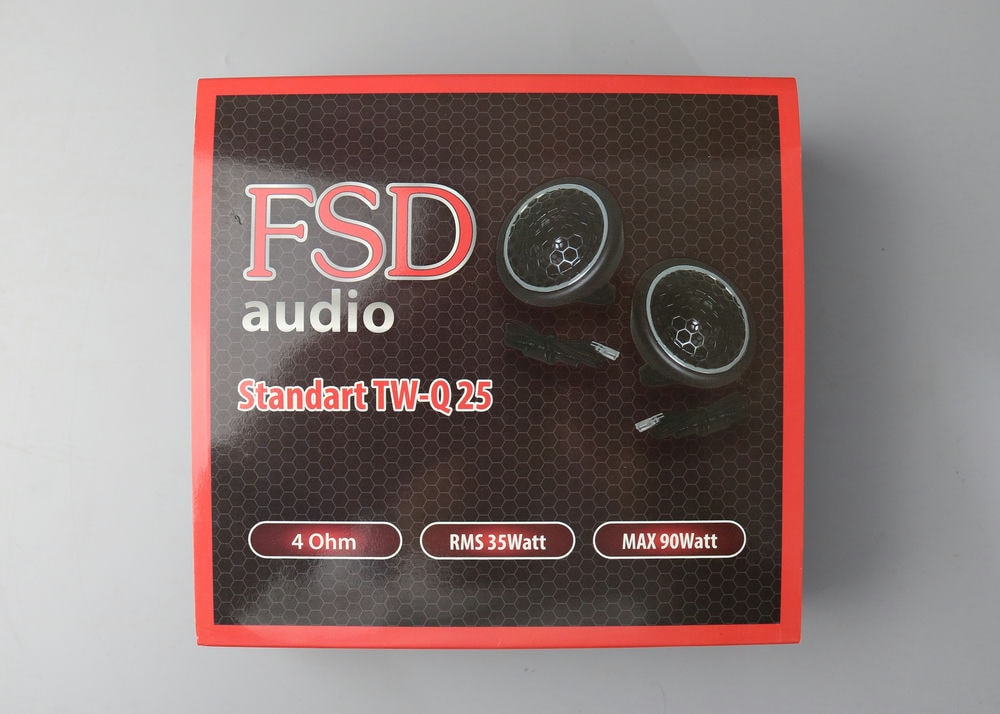 FSD
audio
Standart TW-Q 25
4 Ohm
RMS 35Watt
MAX 90Watt